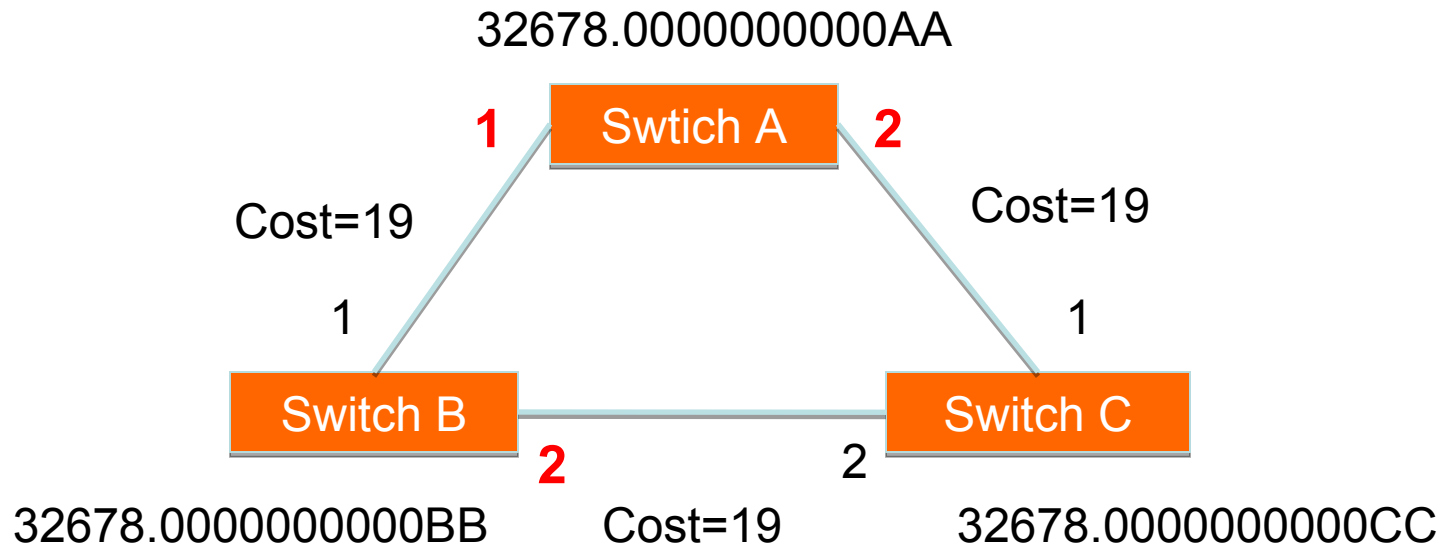 32678.0000000000AA
1 Swtich A 2
Cost=19 Cost=19
1 1
Switch B Switch C
2 2
32678.0000000000BB Cost=19 32678.0000000000CC